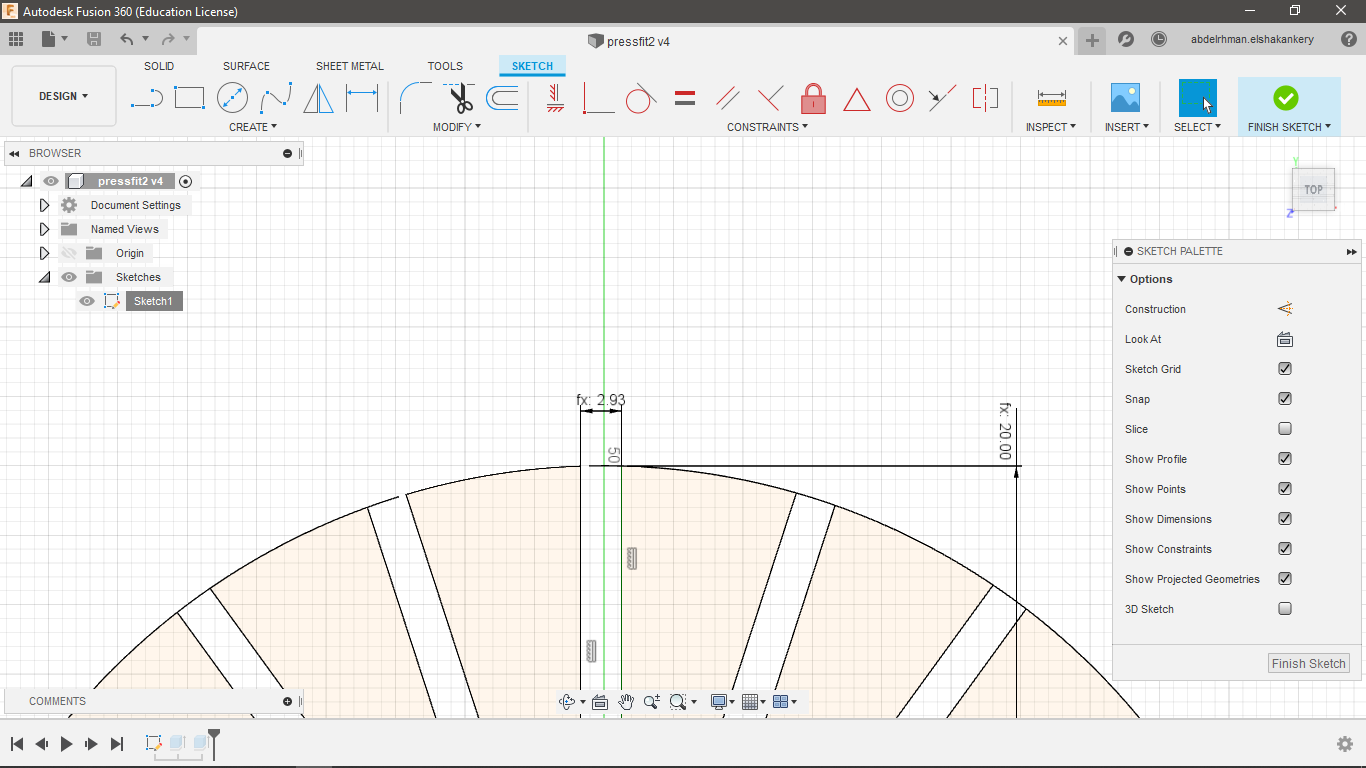 Autodesk Fusion 360 (Education License)
pressfit2 v4
abdelrhman.elshakankery
SOLID SURFACE SHEET METAL TOOLS SKETCH
DESIGN
CREATE MODIFY CONSTRAINTS INSPECT INSERT SELECT FINISH SKETCH
BROWSER
pressfit2 v4
Document Settings
Named Views
Origin
Sketches
Sketch1
Y
TOP
Z
SKETCH PALETTE
Options
Construction
Look At
Sketch Grid
Snap
Slice
Show Profile
Show Points
Show Dimensions
Show Constraints
Show Projected Geometries
3D Sketch
Finish Sketch
fx: 2.93
fx: 20.00
50
COMMENTS